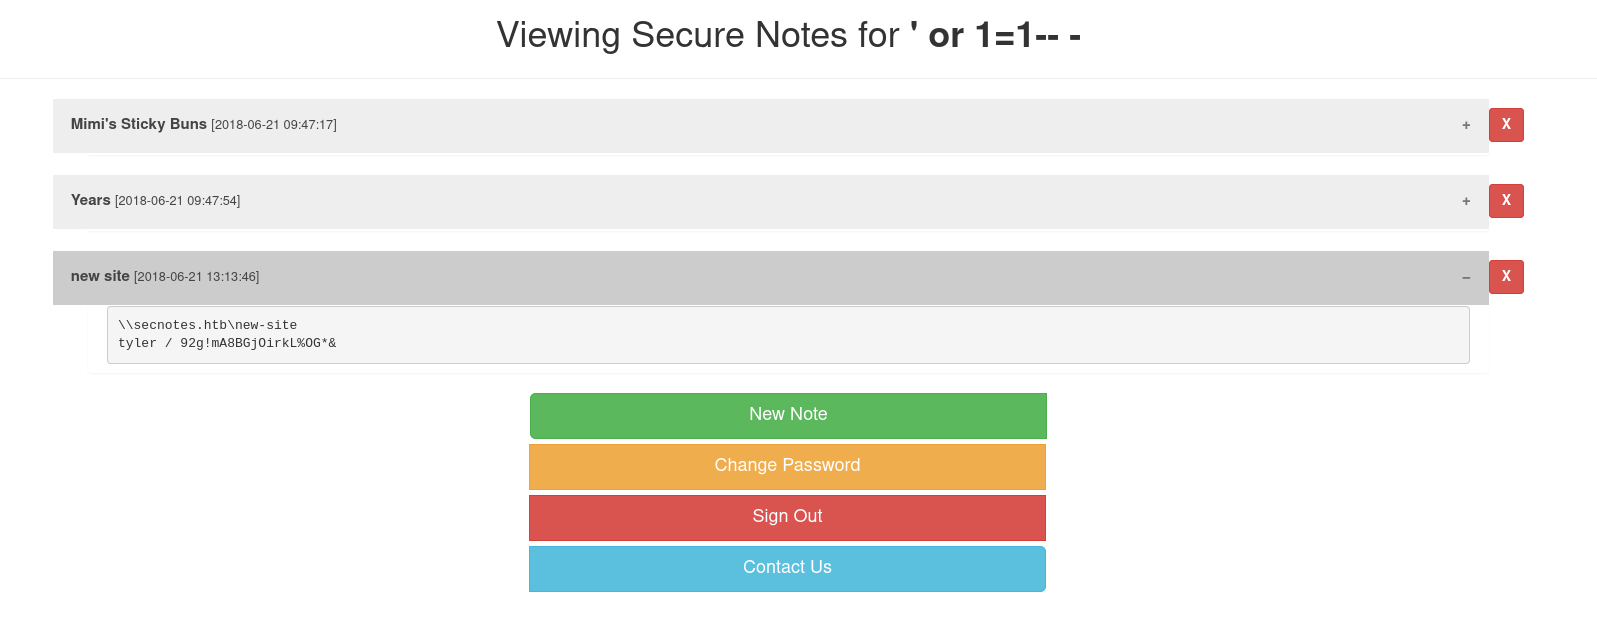 Viewing Secure Notes for ' or 1=1-- -
Mimi's Sticky Buns [2018-06-21 09:47:17]
+
X
Years [2018-06-21 09:47:54]
+
X
new site [2018-06-21 13:13:46]
–
X
\\secnotes.htb\new-site
tyler / 92g!mA8BGjOirkL%OG*&
New Note
Change Password
Sign Out
Contact Us